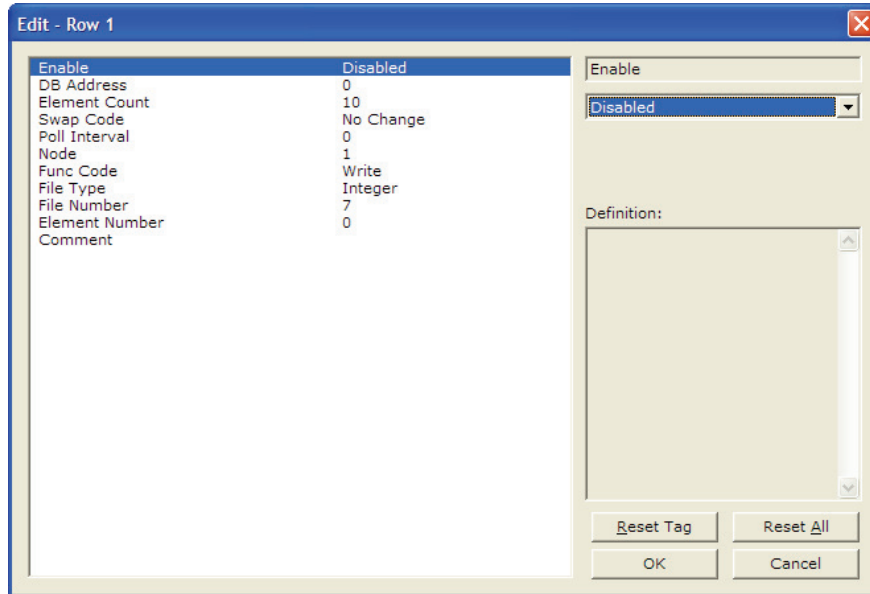 Edit - Row 1
Enable Disabled
DB Address 0
Element Count 10
Swap Code No Change
Poll Interval 0
Node 1
Func Code Write
File Type Integer
File Number 7
Element Number 0
Comment
Enable
Disabled
Definition:
Reset Tag Reset All
OK Cancel